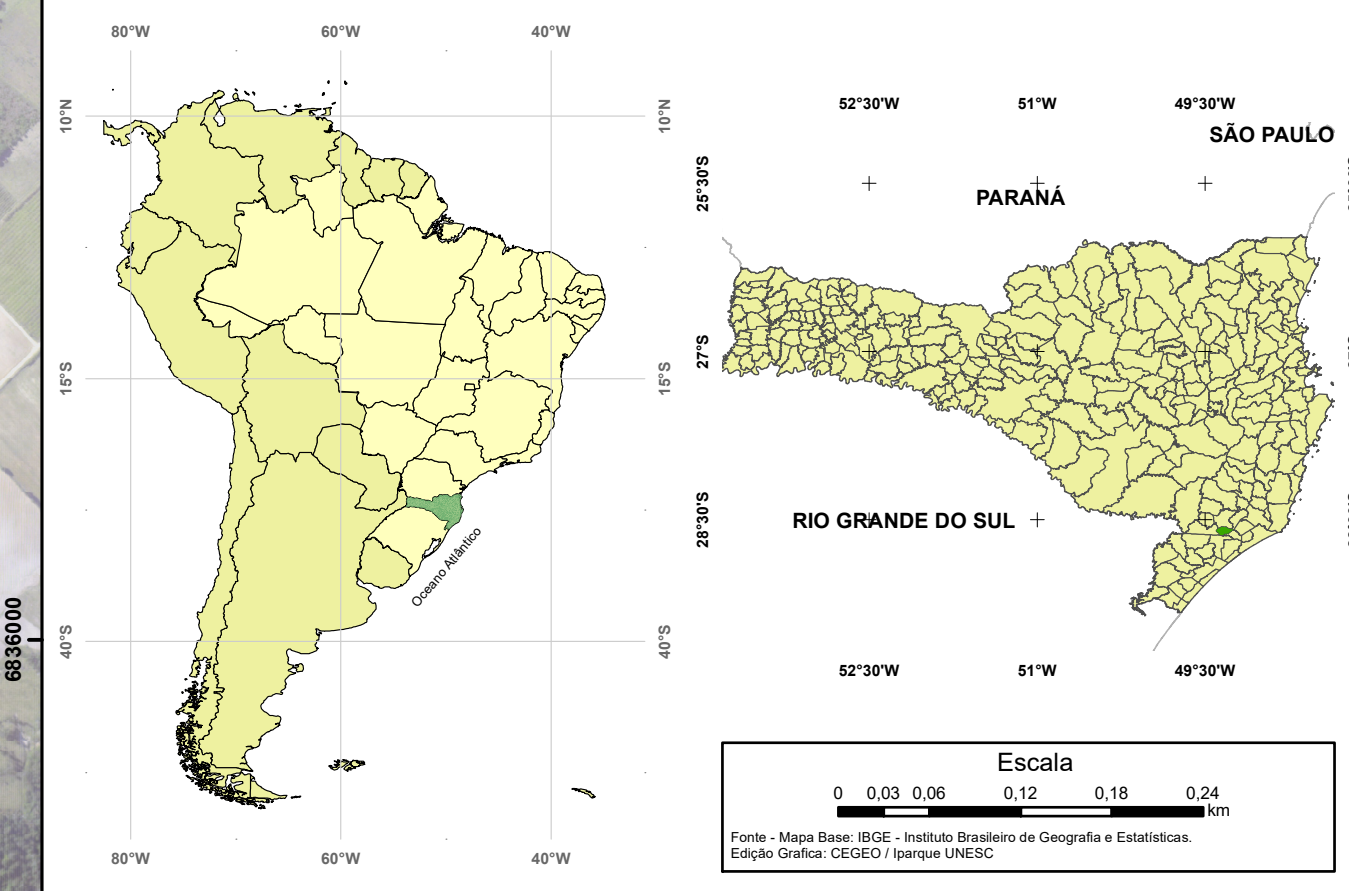 80°W 60°W 40°W
10°N 10°N
15°S 15°S
40°S 40°S
Oceano Atlântico
80°W 60°W 40°W
6836000
52°30'W 51°W 49°30'W
SÃO PAULO
25°30'S
PARANÁ
27°S
28°30'S
RIO GRANDE DO SUL
52°30'W 51°W 49°30'W
Escala
0 0,03 0,06 0,12 0,18 0,24
km
Fonte - Mapa Base: IBGE - Instituto Brasileiro de Geografia e Estatísticas.
Edição Grafica: CEGEO / Iparque UNESC